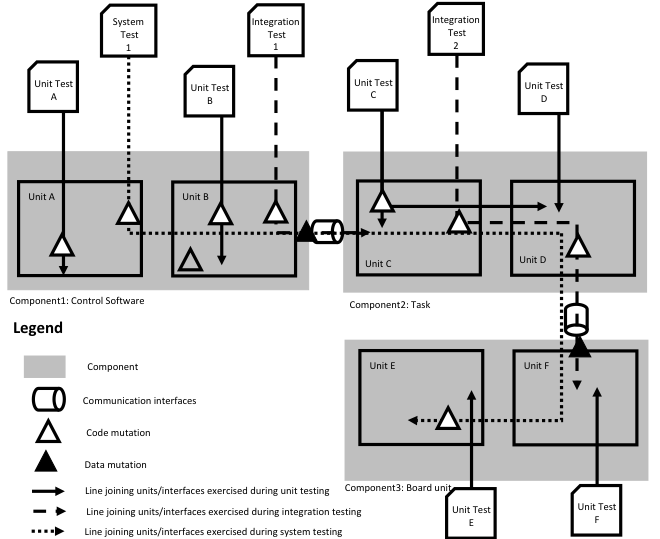 System
Test
1
Integration
Test
1
Integration
Test
2
Unit Test
A
Unit Test
B
Unit Test
C
Unit Test
D
Unit A
Unit B
Unit C
Unit D
Component1: Control Software
Component2: Task
Legend
Component
Communication interfaces
Code mutation
Data mutation
Line joining units/interfaces exercised during unit testing
Line joining units/interfaces exercised during integration testing
Line joining units/interfaces exercised during system testing
Unit E
Unit F
Component3: Board unit
Unit Test
E
Unit Test
F